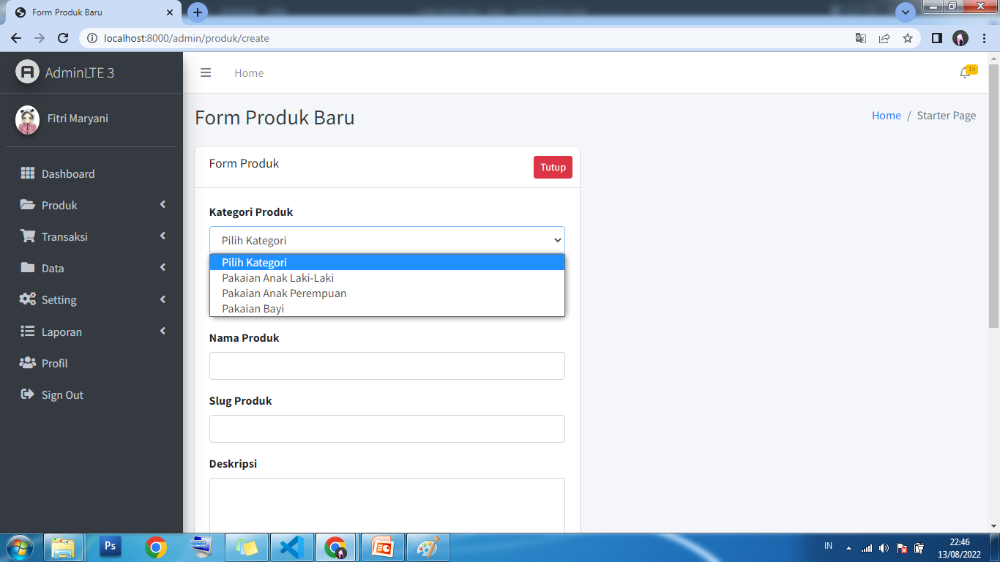 Form Produk Baru
localhost:8000/admin/produk/create
AdminLTE 3
Home
15
Fitri Maryani
Form Produk Baru
Home / Starter Page
Dashboard
Produk
Transaksi
Data
Setting
Laporan
Profil
Sign Out
Form Produk
Tutup
Kategori Produk
Pilih Kategori
Pilih Kategori
Pakaian Anak Laki-Laki
Pakaian Anak Perempuan
Pakaian Bayi
Nama Produk
Slug Produk
Deskripsi
Ps
IN
22:46
13/08/2022